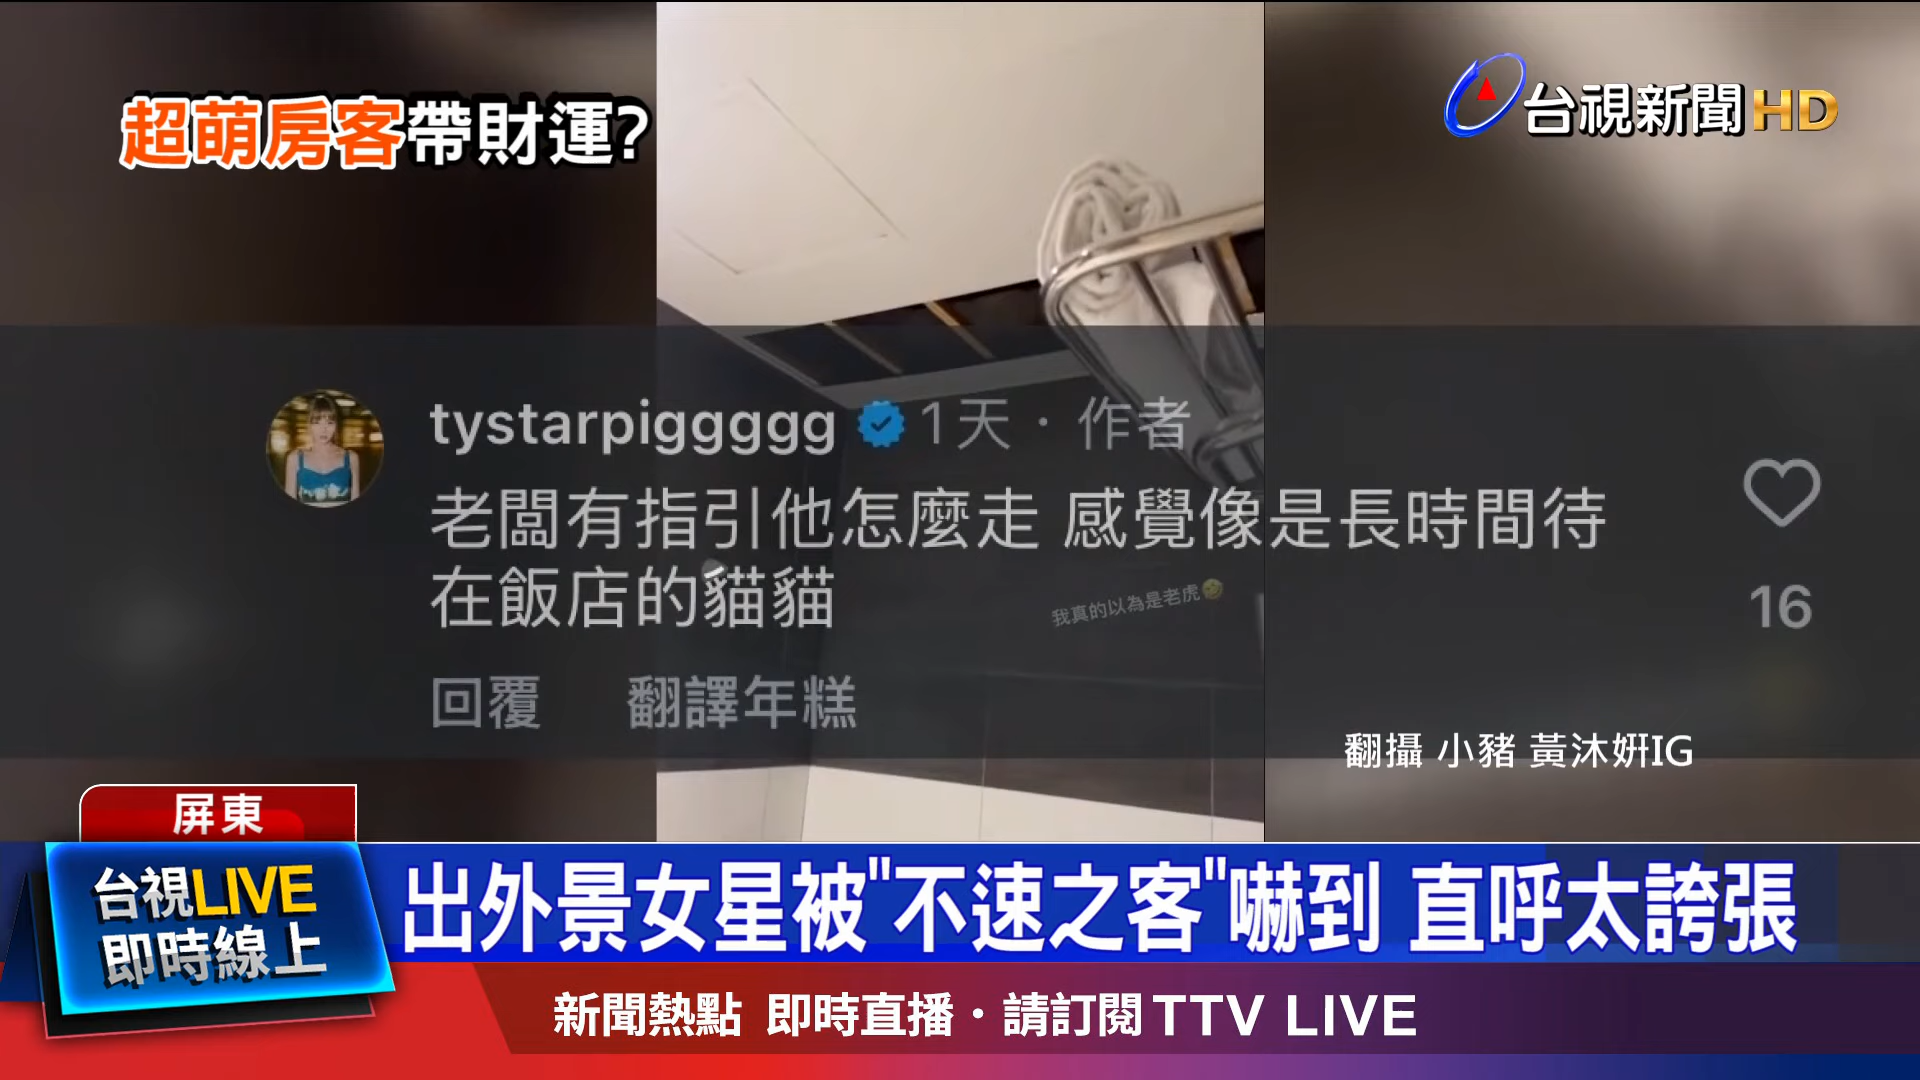 超萌房客帶財運?
台視新聞HD
tystarpiggggg 1天・作者
老闆有指引他怎麼走 感覺像是長時間待
在飯店的貓貓
我真的以為是老虎🤣
16
回覆 翻譯年糕
翻攝 小豬 黃沐妍IG
屏東
台視LIVE
即時線上
出外景女星被"不速之客"嚇到 直呼太誇張
新聞熱點 即時直播・請訂閱TTV LIVE